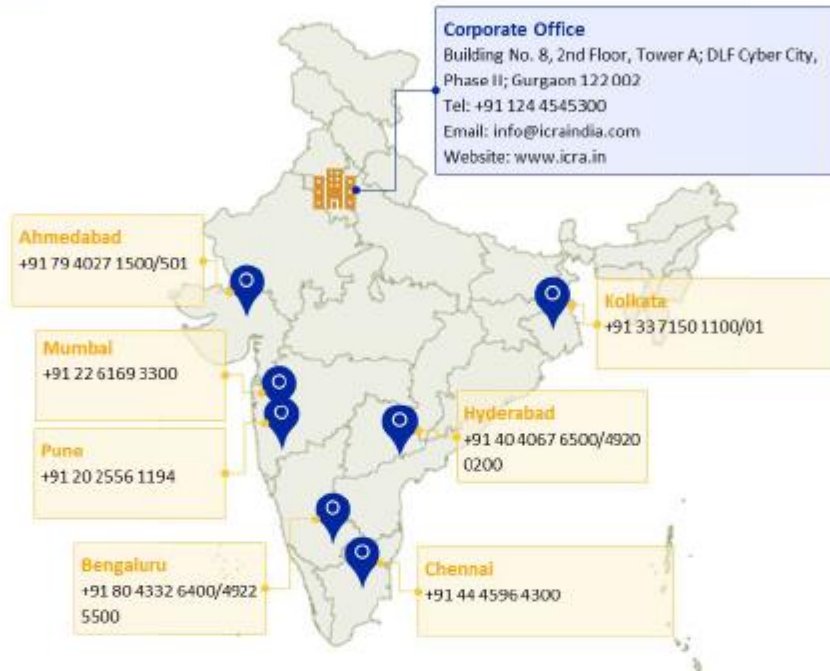 Corporate Office
Building No. 8, 2nd Floor, Tower A; DLF Cyber City,
Phase II; Gurgaon 122 002
Tel: +91 124 4545300
Email: info@icraindia.com
Website: www.icra.in
Ahmedabad
+91 79 4027 1500/501
Kolkata
+91 33 7150 1100/01
Mumbai
+91 22 6169 3300
Hyderabad
+91 40 4067 6500/4920
0200
Pune
+91 20 2556 1194
Bengaluru
+91 80 4332 6400/4922
5500
Chennai
+91 44 4596 4300